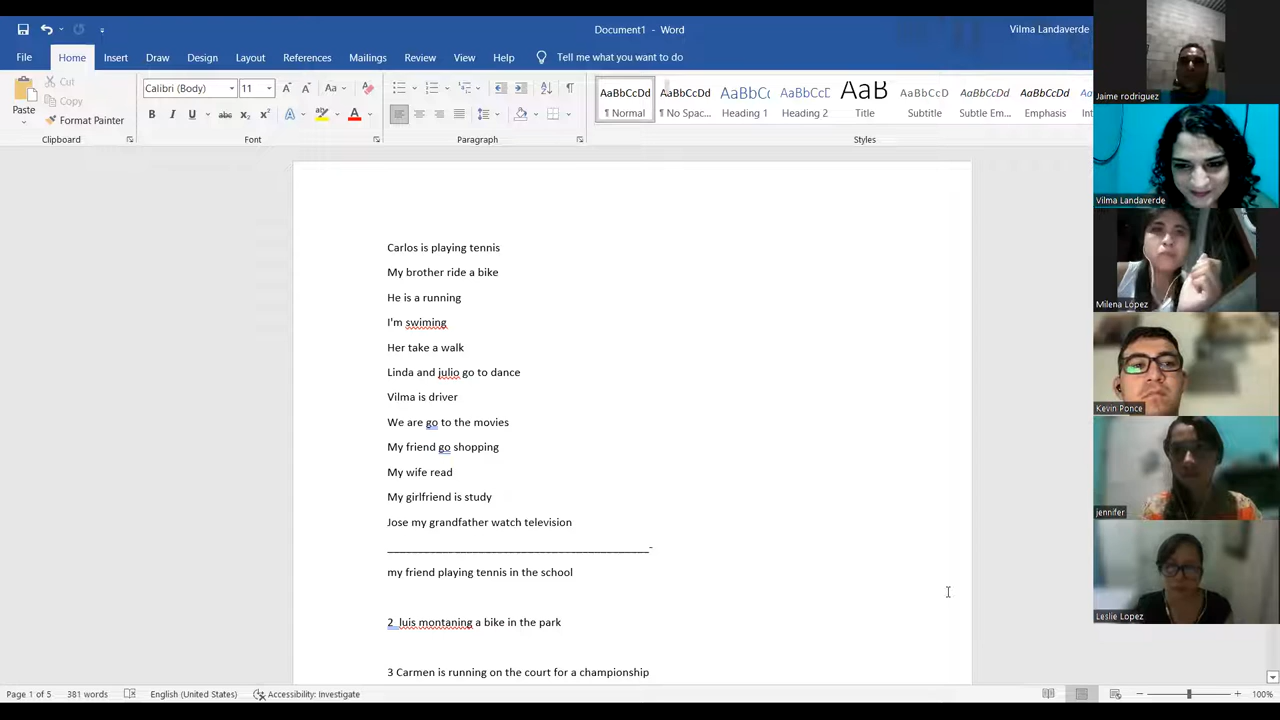 Document1 - Word
Vilma Landaverde
File Home Insert Draw Design Layout References Mailings Review View Help Tell me what you want to do
Paste
Cut
Copy
Format Painter
Clipboard
Calibri (Body) 11
Font
Paragraph
AaBbCcDd AaBbCcDd AaBbCc AaBbCcE AaB AaBbCcD AaBbCcDd AaBbCcDd
¶ Normal ¶ No Spac... Heading 1 Heading 2 Title Subtitle Subtle Em... Emphasis
Styles
Carlos is playing tennis
My brother ride a bike
He is a running
I'm swiming
Her take a walk
Linda and julio go to dance
Vilma is driver
We are go to the movies
My friend go shopping
My wife read
My girlfriend is study
Jose my grandfather watch television
my friend playing tennis in the school
2 luis montaning a bike in the park
3 Carmen is running on the court for a championship
Page 1 of 5 381 words English (United States) Accessibility: Investigate 100%
Jaime rodriguez
Vilma Landaverde
Milena López
Kevin Ponce
jennifer
Leslie Lopez